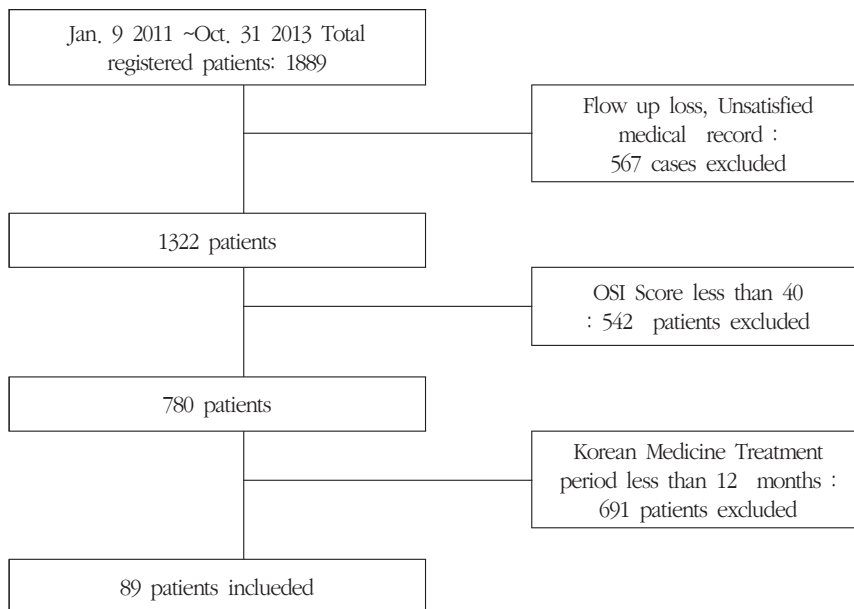 Jan. 9 2011 ~Oct. 31 2013 Total
registered patients: 1889
Flow up loss, Unsatisfied
medical record :
567 cases excluded
1322 patients
OSI Score less than 40
: 542 patients excluded
780 patients
Korean Medicine Treatment
period less than 12 months :
691 patients excluded
89 patients inclueded